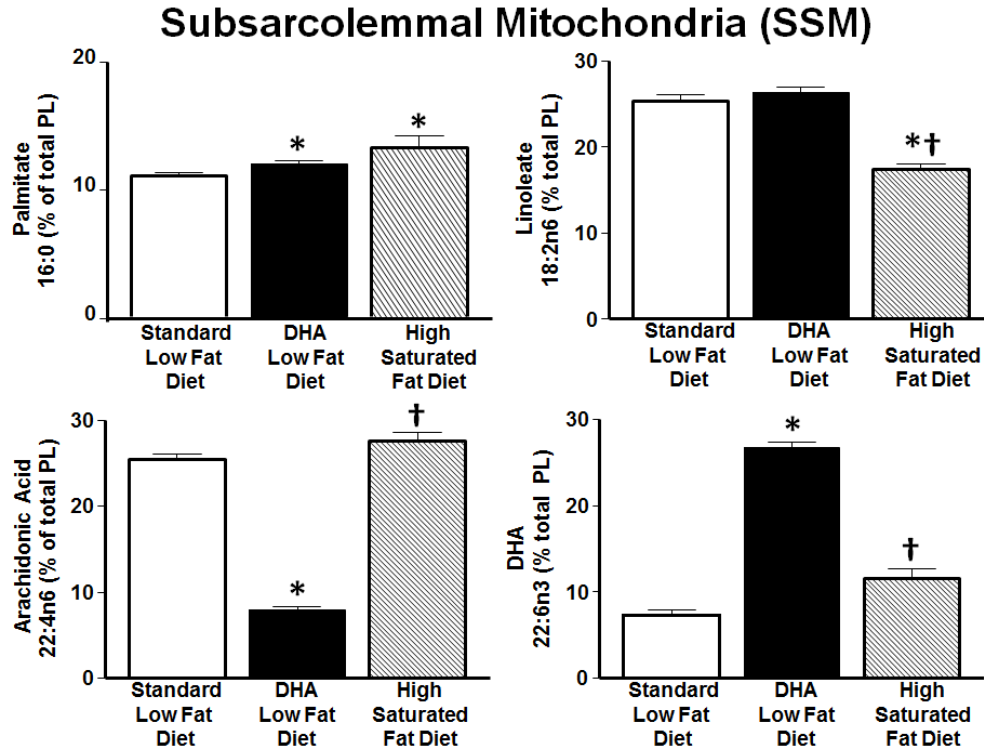 Subsarcolemmal Mitochondria (SSM)
Palmitate
16:0 (% of total PL)
20
10
0
*
*
Standard
Low Fat
Diet
DHA
Low Fat
Diet
High
Saturated
Fat Diet
Linoleate
18:2n6 (% total PL)
30
20
10
0
*†
Standard
Low Fat
Diet
DHA
Low Fat
Diet
High
Saturated
Fat Diet
Arachidonic Acid
22:4n6 (% of total PL)
30
20
10
0
*
†
Standard
Low Fat
Diet
DHA
Low Fat
Diet
High
Saturated
Fat Diet
DHA
22:6n3 (% total PL)
30
20
10
0
*
†
Standard
Low Fat
Diet
DHA
Low Fat
Diet
High
Saturated
Fat Diet